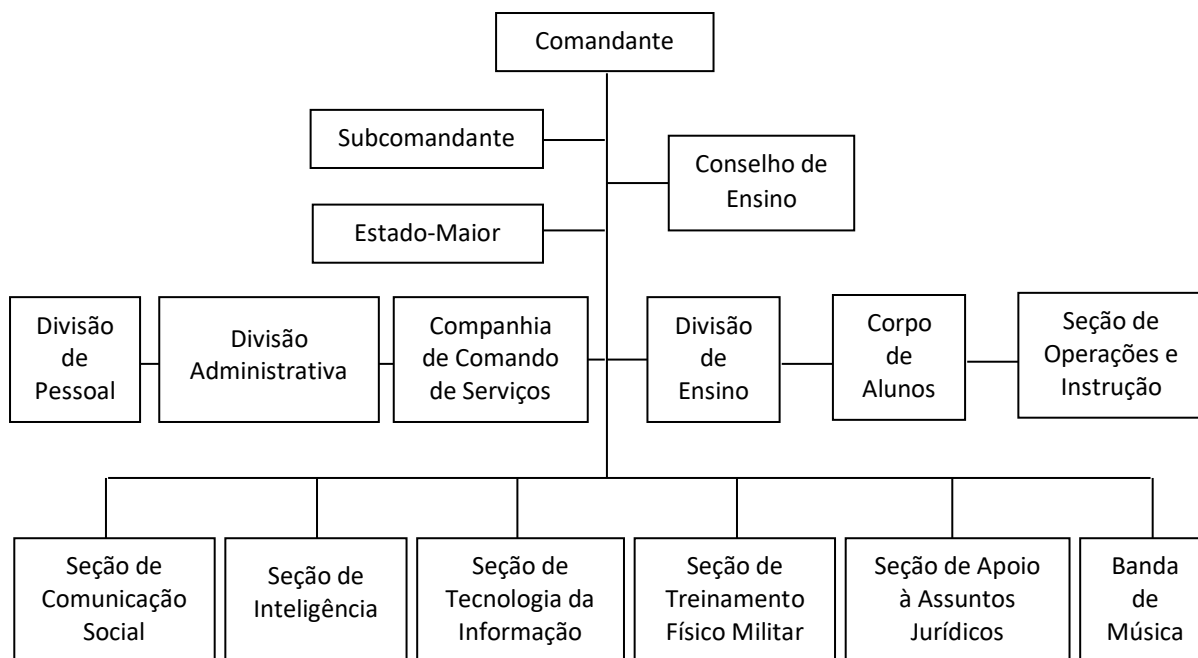 Comandante
Subcomandante
Conselho de
Ensino
Estado-Maior
Divisão
de
Pessoal
Divisão
Administrativa
Companhia
de Comando
de Serviços
Divisão
de
Ensino
Corpo
de
Alunos
Seção de
Operações e
Instrução
Seção de
Comunicação
Social
Seção de
Inteligência
Seção de
Tecnologia da
Informação
Seção de
Treinamento
Físico Militar
Seção de Apoio
à Assuntos
Jurídicos
Banda
de
Música